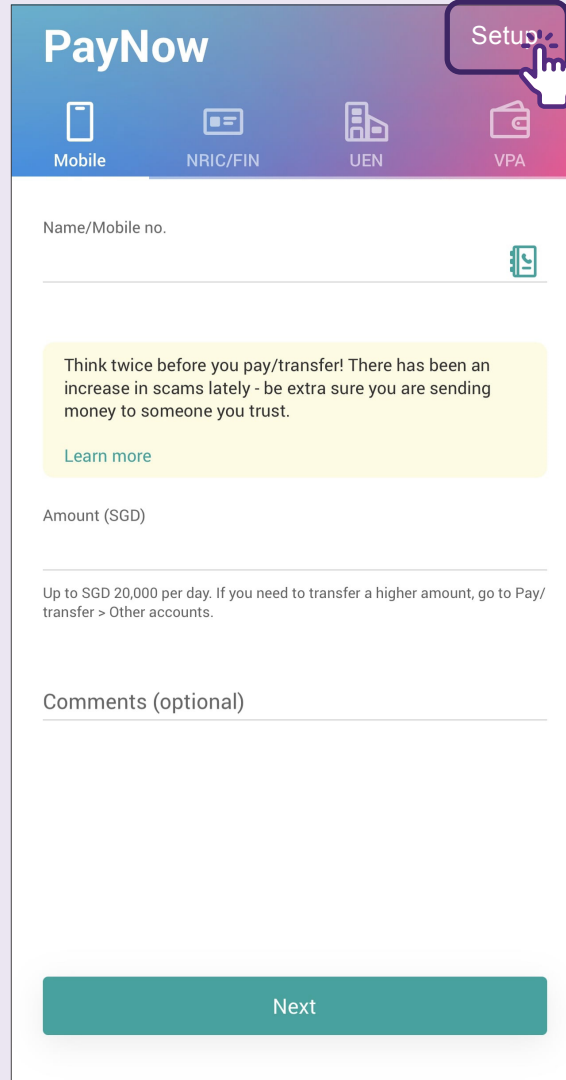 PayNow
Setup
Mobile
NRIC/FIN
UEN
VPA
Name/Mobile no.
Think twice before you pay/transfer! There has been an
increase in scams lately - be extra sure you are sending
money to someone you trust.
Learn more
Amount (SGD)
Up to SGD 20,000 per day. If you need to transfer a higher amount, go to Pay/
transfer > Other accounts.
Comments (optional)
Next